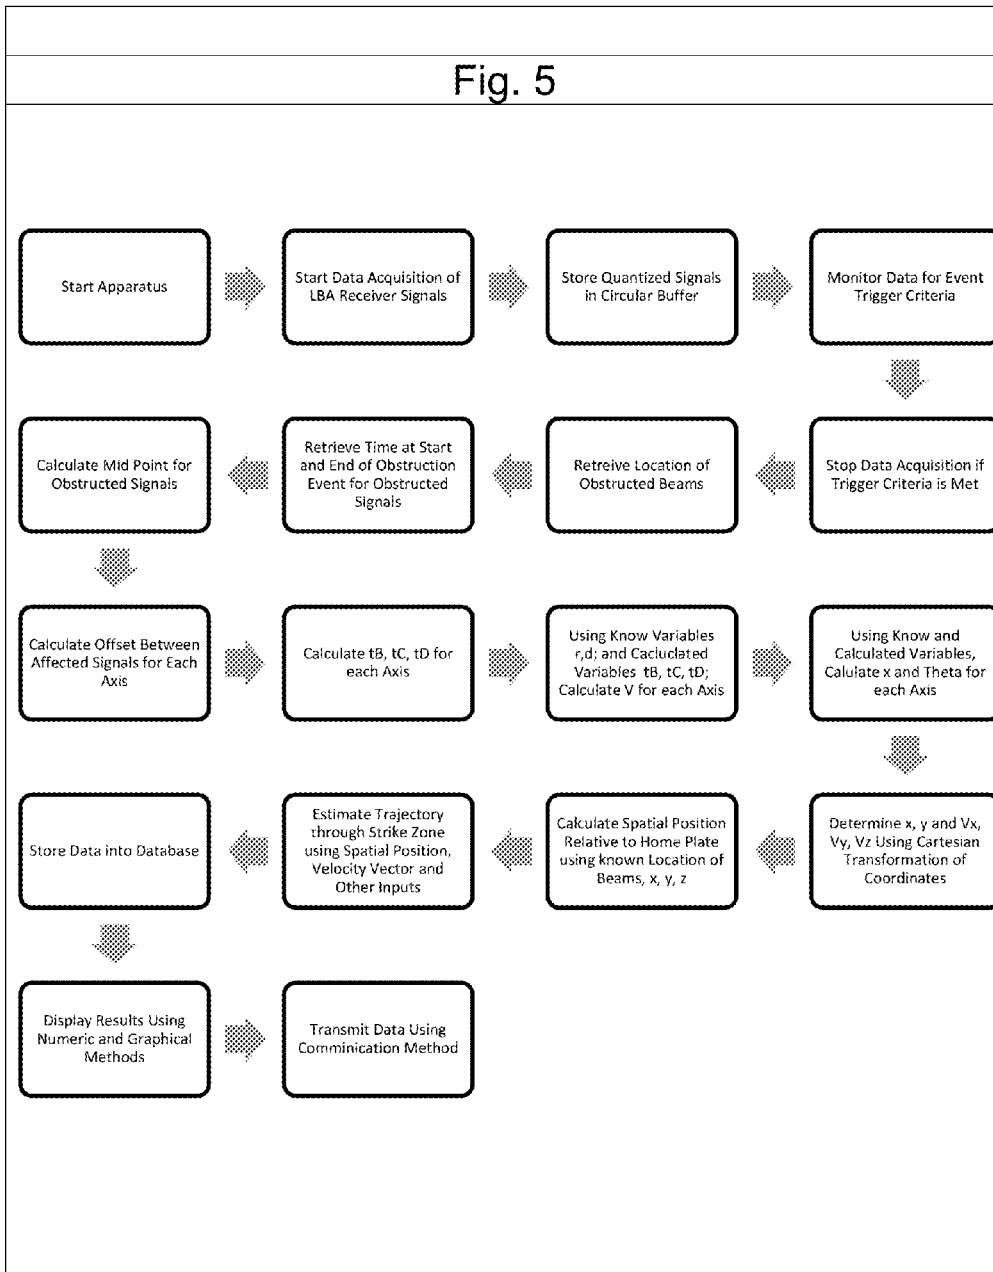 Fig. 5
Start Apparatus
Start Data Acquisition of
LBA Receiver Signals
Store Quantized Signals
in Circular Buffer
Monitor Data for Event
Trigger Criteria
Stop Data Acquisition if
Trigger Criteria is Met
Retreive Location of
Obstructed Beams
Retrieve Time at Start
and End of Obstruction
Event for Obstructed
Signals
Calculate Mid Point for
Obstructed Signals
Calculate Offset Between
Affected Signals for Each
Axis
Calculate tB, tC, tD for
each Axis
Using Know Variables
r,d; and Cacluclated
Variables tB, tC, tD;
Calculate V for each Axis
Using Know and
Calculated Variables,
Calulate x and Theta for
each Axis
Determine x, y and Vx,
Vy, Vz Using Cartesian
Transformation of
Coordinates
Calculate Spatial Position
Relative to Home Plate
using known Location of
Beams, x, y, z
Estimate Trajectory
through Strike Zone
using Spatial Position,
Velocity Vector and
Other Inputs
Store Data into Database
Display Results Using
Numeric and Graphical
Methods
Transmit Data Using
Comminication Method